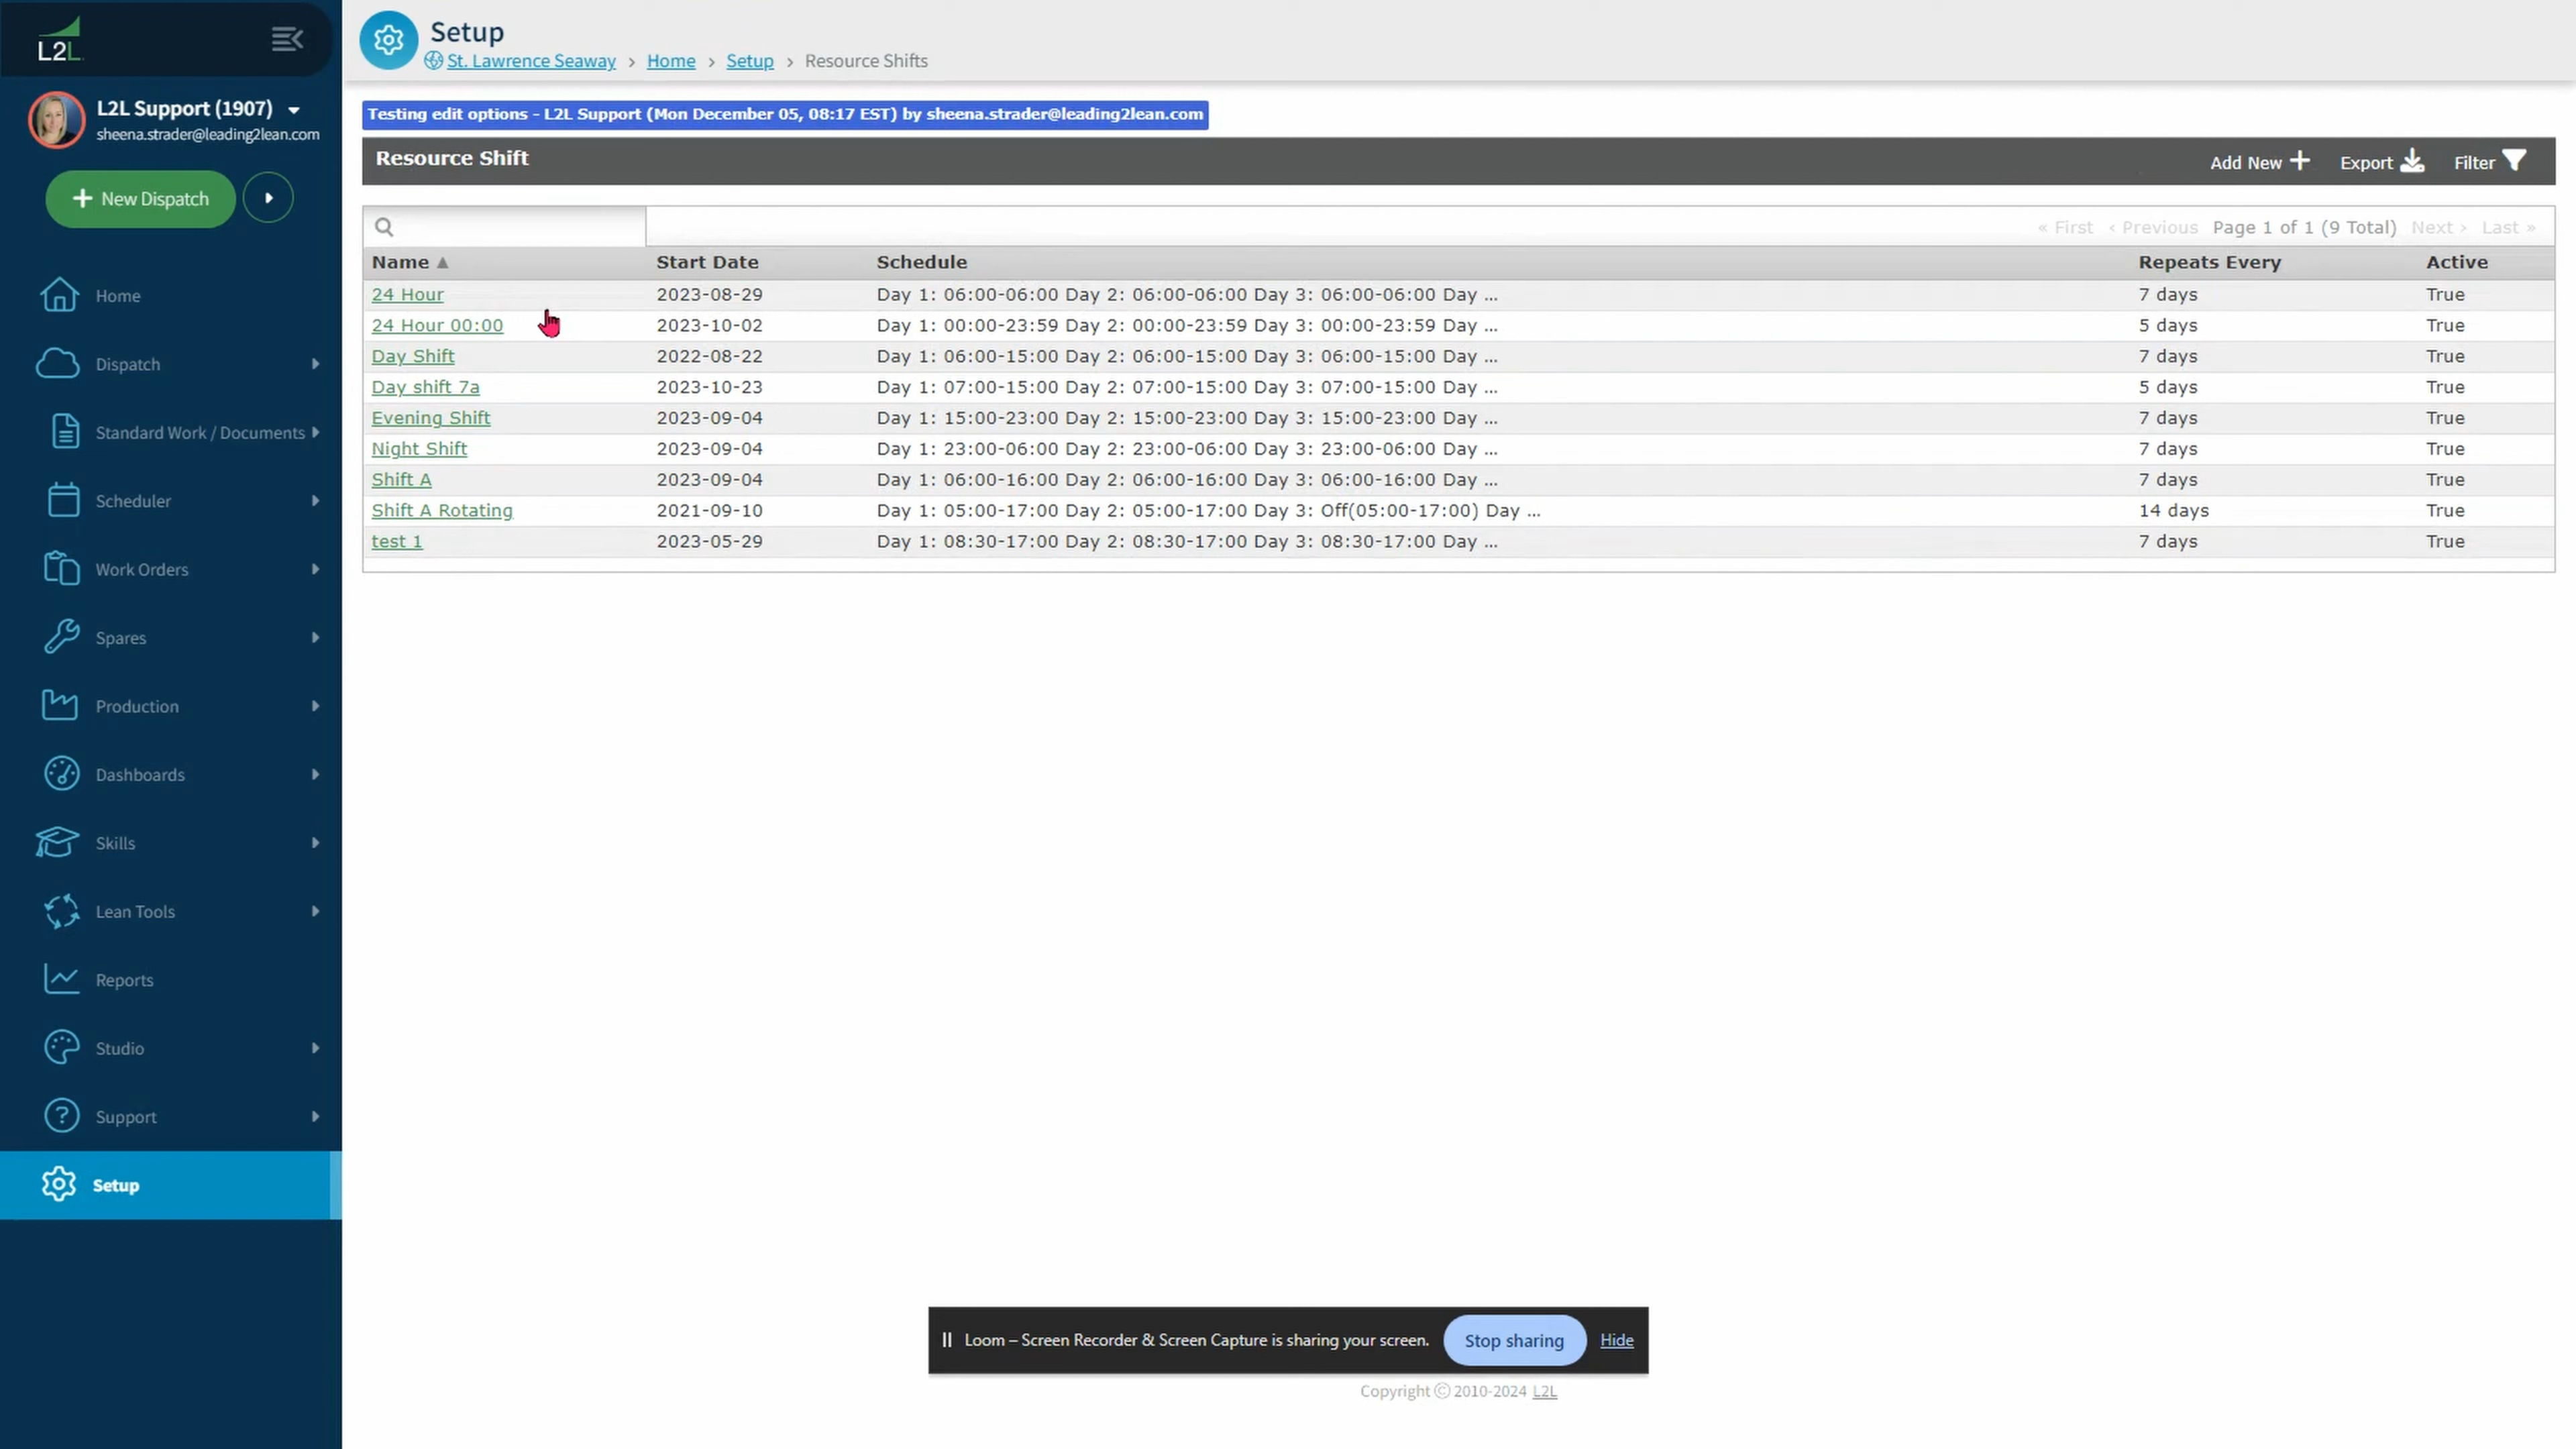 L2L
Setup
St. Lawrence Seaway › Home › Setup › Resource Shifts
L2L Support (1907)
sheena.strader@leading2lean.com
New Dispatch
Home
Dispatch
Standard Work / Documents
Scheduler
Work Orders
Spares
Production
Dashboards
Skills
Lean Tools
Reports
Studio
Support
Setup
Testing edit options - L2L Support (Mon December 05, 08:17 EST) by sheena.strader@leading2lean.com
Resource Shift Add New Export Filter
« First ‹ Previous Page 1 of 1 (9 Total) Next › Last »
Name ▲ Start Date Schedule Repeats Every Active
24 Hour 2023-08-29 Day 1: 06:00-06:00 Day 2: 06:00-06:00 Day 3: 06:00-06:00 Day ... 7 days True
24 Hour 00:00 2023-10-02 Day 1: 00:00-23:59 Day 2: 00:00-23:59 Day 3: 00:00-23:59 Day ... 5 days True
Day Shift 2022-08-22 Day 1: 06:00-15:00 Day 2: 06:00-15:00 Day 3: 06:00-15:00 Day ... 7 days True
Day shift 7a 2023-10-23 Day 1: 07:00-15:00 Day 2: 07:00-15:00 Day 3: 07:00-15:00 Day ... 5 days True
Evening Shift 2023-09-04 Day 1: 15:00-23:00 Day 2: 15:00-23:00 Day 3: 15:00-23:00 Day ... 7 days True
Night Shift 2023-09-04 Day 1: 23:00-06:00 Day 2: 23:00-06:00 Day 3: 23:00-06:00 Day ... 7 days True
Shift A 2023-09-04 Day 1: 06:00-16:00 Day 2: 06:00-16:00 Day 3: 06:00-16:00 Day ... 7 days True
Shift A Rotating 2021-09-10 Day 1: 05:00-17:00 Day 2: 05:00-17:00 Day 3: Off(05:00-17:00) Day ... 14 days True
test 1 2023-05-29 Day 1: 08:30-17:00 Day 2: 08:30-17:00 Day 3: 08:30-17:00 Day ... 7 days True
Loom – Screen Recorder & Screen Capture is sharing your screen. Stop sharing Hide
Copyright © 2010-2024 L2L